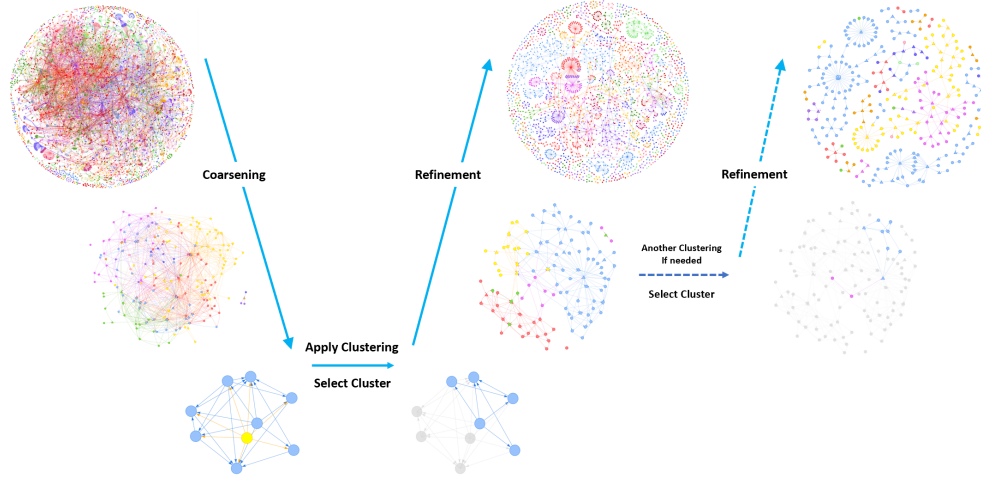 Coarsening
Refinement
Refinement
Another Clustering
If needed
Select Cluster
Apply Clustering
Select Cluster